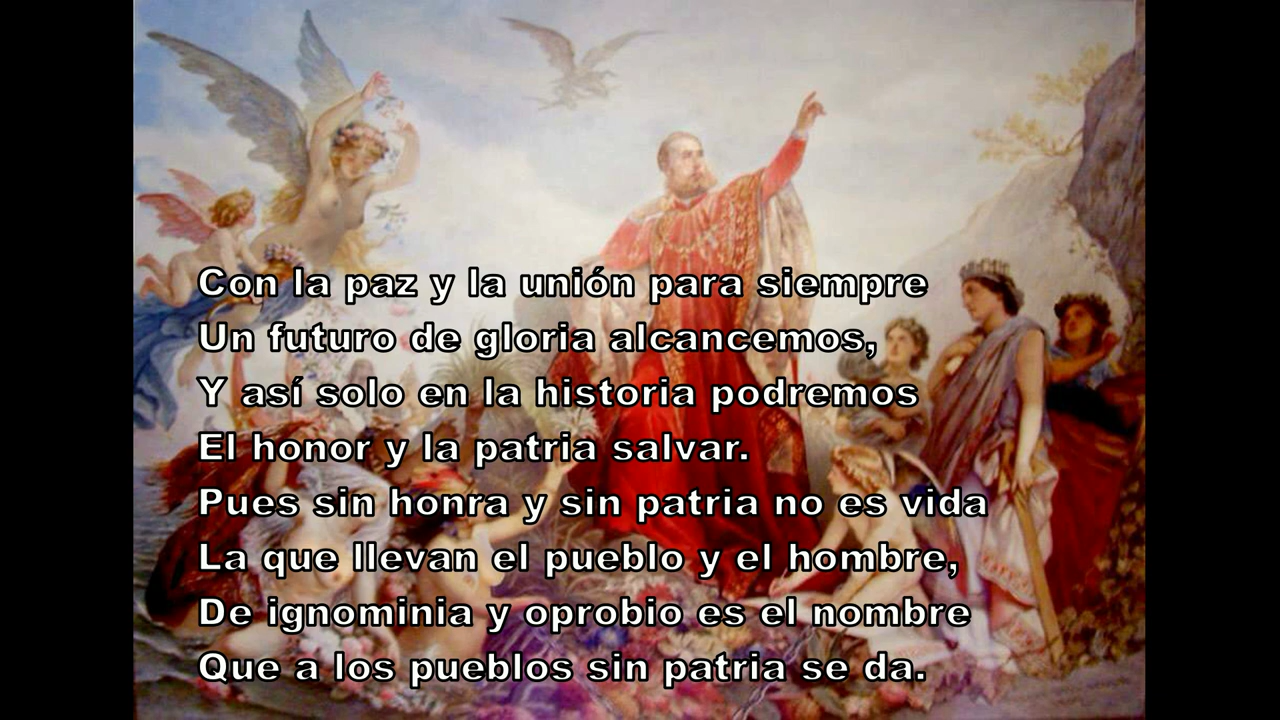 Con la paz y la unión para siempre
Un futuro de gloria alcancemos,
Y así solo en la historia podremos
El honor y la patria salvar.
Pues sin honra y sin patria no es vida
La que llevan el pueblo y el hombre,
De ignominia y oprobio es el nombre
Que a los pueblos sin patria se da.